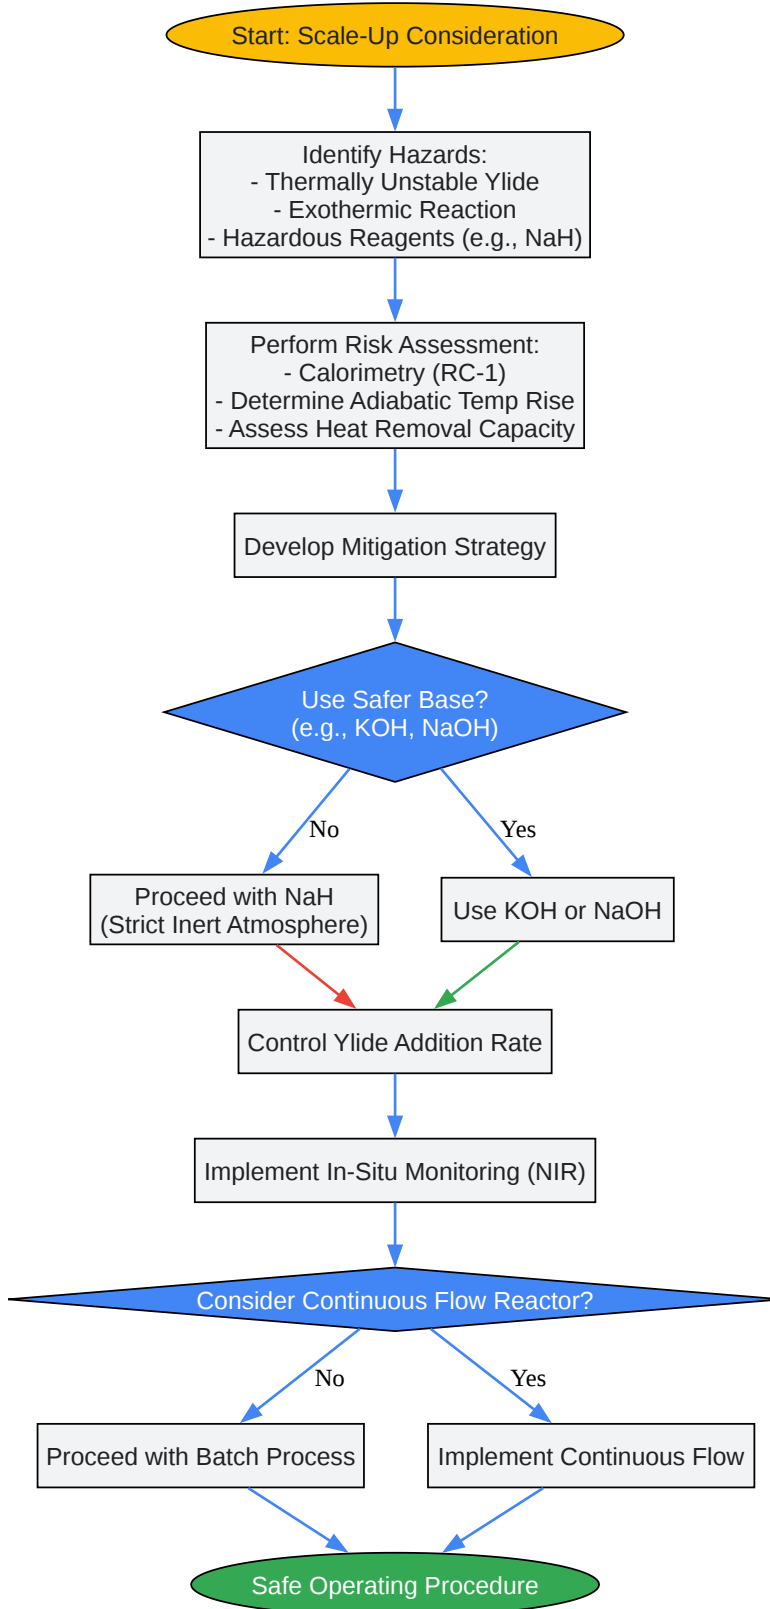 Start: Scale-Up Consideration
Identify Hazards:
- Thermally Unstable Ylide
- Exothermic Reaction
- Hazardous Reagents (e.g., NaH)
Perform Risk Assessment:
- Calorimetry (RC-1)
- Determine Adiabatic Temp Rise
- Assess Heat Removal Capacity
Develop Mitigation Strategy
Use Safer Base?
(e.g., KOH, NaOH)
No
Yes
Proceed with NaH
(Strict Inert Atmosphere)
Use KOH or NaOH
Control Ylide Addition Rate
Implement In-Situ Monitoring (NIR)
Consider Continuous Flow Reactor?
No
Yes
Proceed with Batch Process
Implement Continuous Flow
Safe Operating Procedure